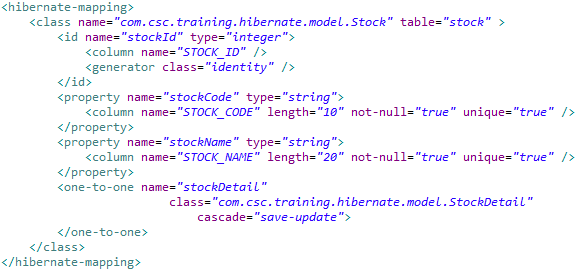 <hibernate-mapping>
<class name="com.csc.training.hibernate.model.Stock" table="stock" >
<id name="stockId" type="integer">
<column name="STOCK_ID" />
<generator class="identity" />
</id>
<property name="stockCode" type="string">
<column name="STOCK_CODE" length="10" not-null="true" unique="true" />
</property>
<property name="stockName" type="string">
<column name="STOCK_NAME" length="20" not-null="true" unique="true" />
</property>
<one-to-one name="stockDetail"
class="com.csc.training.hibernate.model.StockDetail"
cascade="save-update">
</one-to-one>
</class>
</hibernate-mapping>